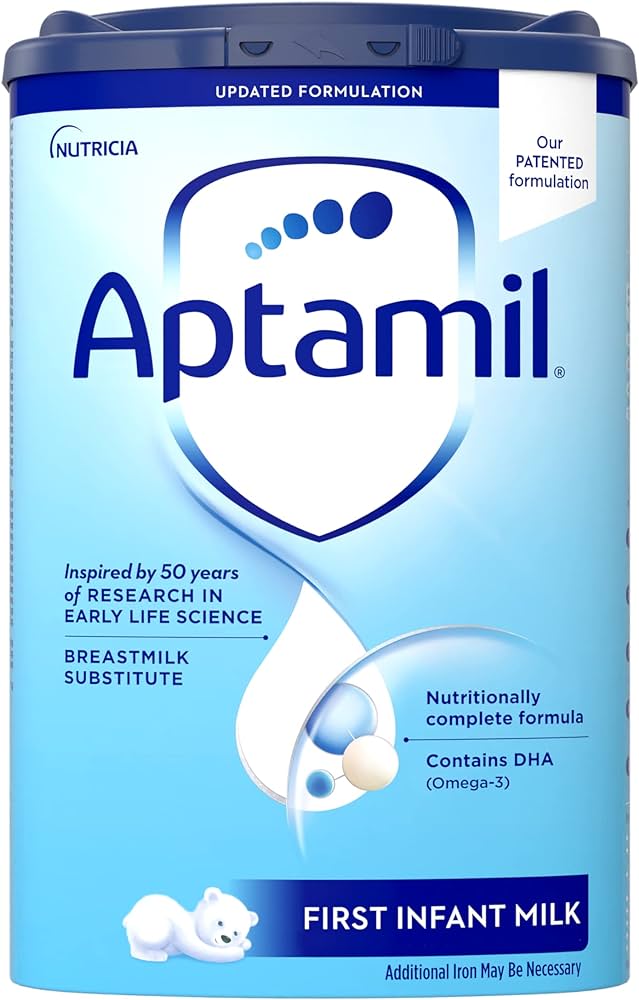 UPDATED FORMULATION
NUTRICIA
Our
PATENTED
formulation
Aptamil®
Inspired by 50 years
of RESEARCH IN
EARLY LIFE SCIENCE
BREASTMILK
SUBSTITUTE
Nutritionally
complete formula
Contains DHA
(Omega-3)
FIRST INFANT MILK
Additional Iron May Be Necessary